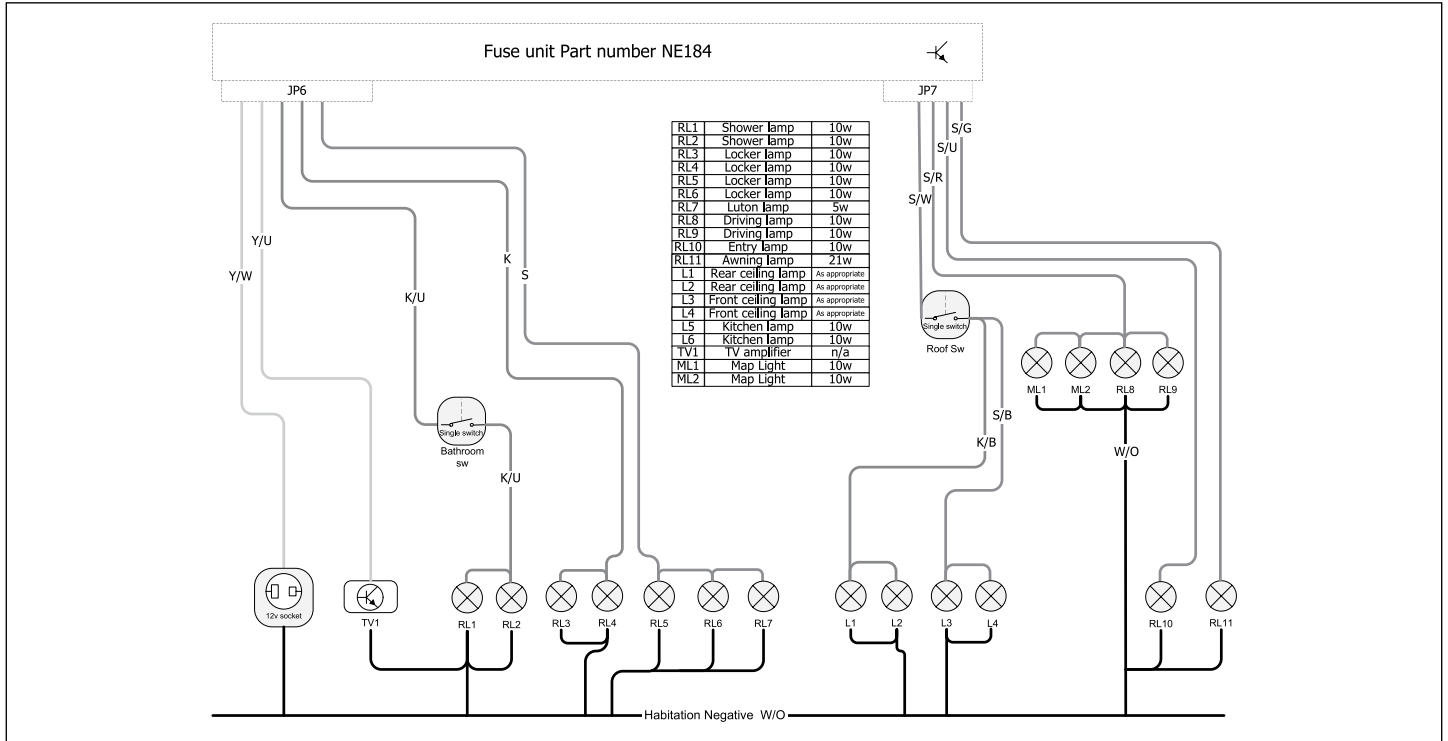 Fuse unit Part number NE184
JP6
JP7
S/G
S/U
S/R
S/W
RL1 Shower lamp 10w
RL2 Shower lamp 10w
RL3 Locker lamp 10w
RL4 Locker lamp 10w
RL5 Locker lamp 10w
RL6 Locker lamp 10w
RL7 Luton lamp 5w
RL8 Driving lamp 10w
RL9 Driving lamp 10w
RL10 Entry lamp 10w
RL11 Awning lamp 21w
L1 Rear ceiling lamp As appropriate
L2 Rear ceiling lamp As appropriate
L3 Front ceiling lamp As appropriate
L4 Front ceiling lamp As appropriate
L5 Kitchen lamp 10w
L6 Kitchen lamp 10w
TV1 TV amplifier n/a
ML1 Map Light 10w
ML2 Map Light 10w
Y/U
Y/W
K
S
K/U
Single switch
Roof Sw
ML1 ML2 RL8 RL9
Single switch
Bathroom
sw
K/U
S/B
K/B
W/O
12v socket
TV1
RL1 RL2 RL3 RL4 RL5 RL6 RL7
L1 L2 L3 L4
RL10 RL11
Habitation Negative W/O